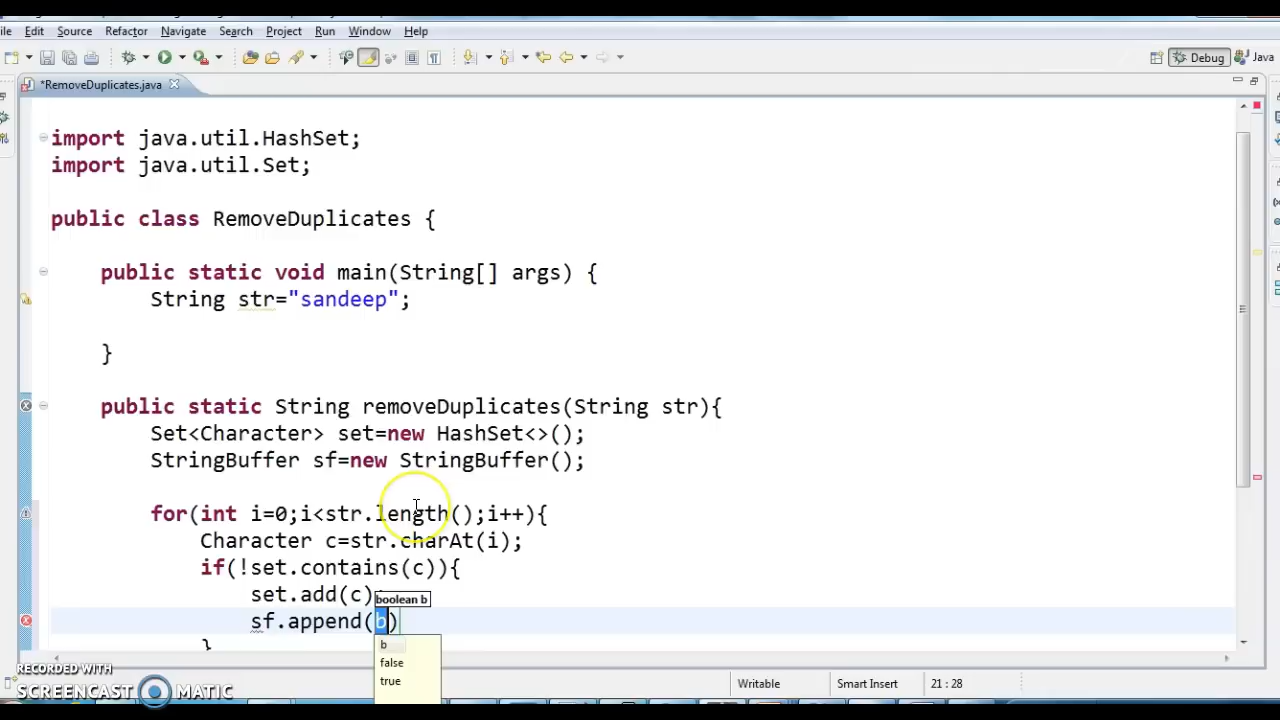 ile Edit Source Refactor Navigate Search Project Run Window Help
Debug Java
*RemoveDuplicates.java
import java.util.HashSet;
import java.util.Set;
public class RemoveDuplicates {
public static void main(String[] args) {
String str="sandeep";
}
public static String removeDuplicates(String str){
Set<Character> set=new HashSet<>();
StringBuffer sf=new StringBuffer();
for(int i=0;i<str.length();i++){
Character c=str.charAt(i);
if(!set.contains(c)){
set.add(c)
boolean b
sf.append(b)
}
b
false
true
RECORDED WITH
SCREENCAST MATIC
Writable Smart Insert 21 : 28